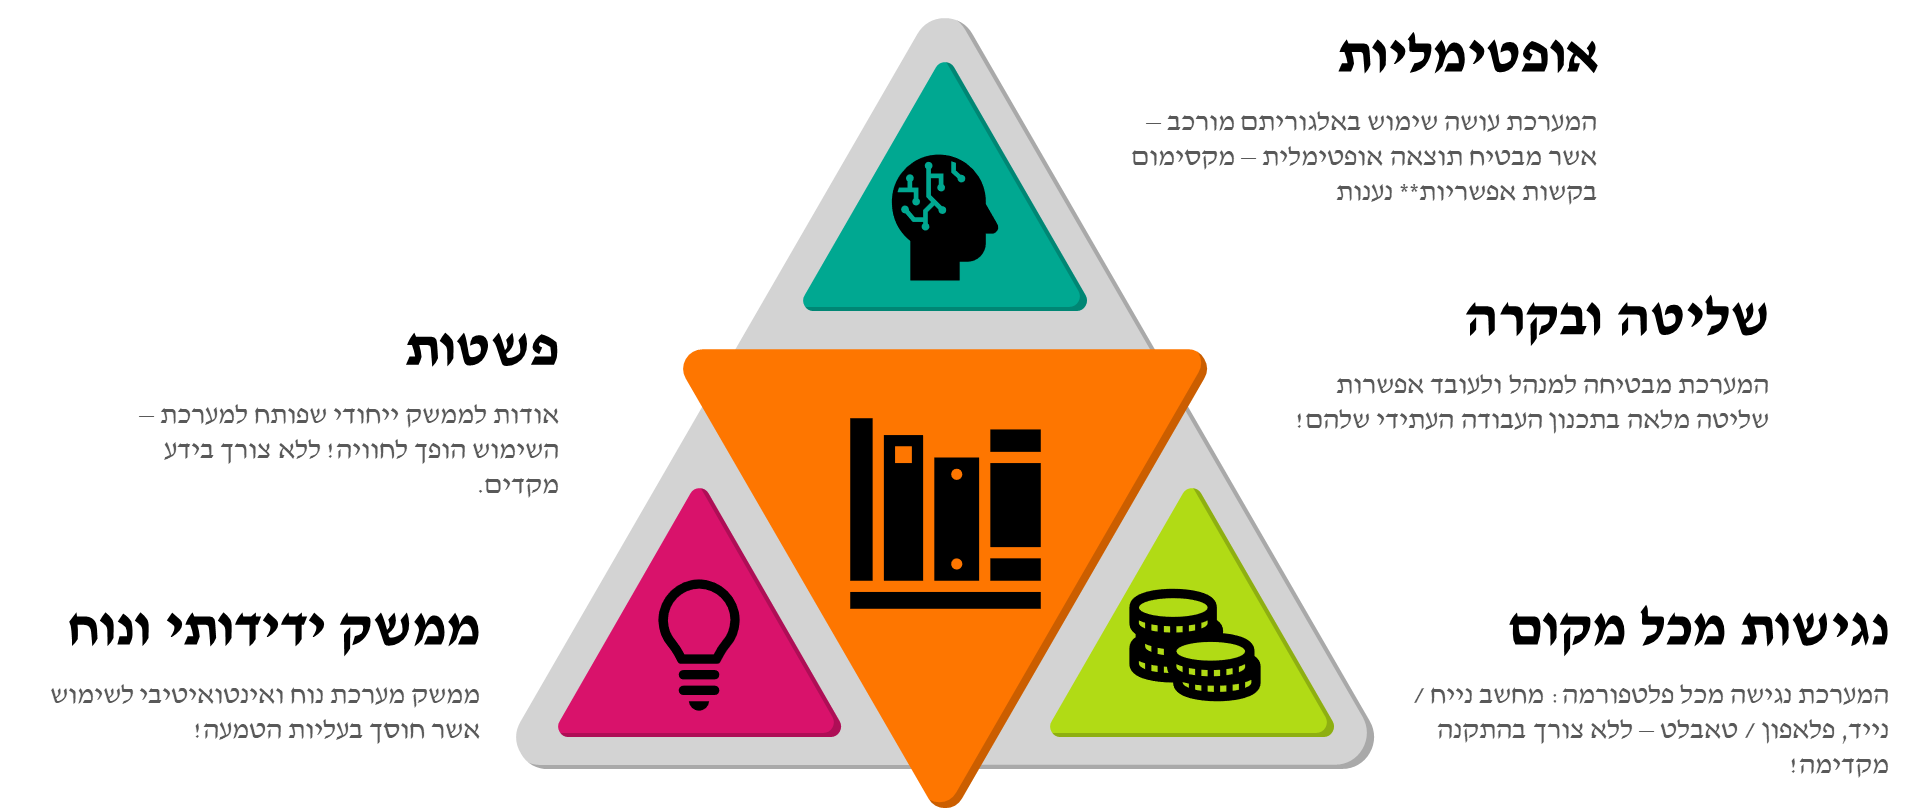 אופטימליות
המערכת עושה שימוש באלגוריתם מורכב –
אשר מבטיח תוצאה אופטימלית – מקסימום
בקשות אפשריות** נענות
שליטה ובקרה
המערכת מבטיחה למנהל ולעובד אפשרות
שליטה מלאה בתכנון העבודה העתידי שלהם!
נגישות מכל מקום
המערכת נגישה מכל פלטפורמה: מחשב נייח /
נייד, פלאפון / טאבלט – ללא צורך בהתקנה
מקדימה!
פשטות
אודות לממשק ייחודי שפותח למערכת –
השימוש הופך לחוויה! ללא צורך בידע
מקדים.
ממשק ידידותי ונוח
ממשק מערכת נוח ואינטואיטיבי לשימוש
אשר חוסך בעליות הטמעה!